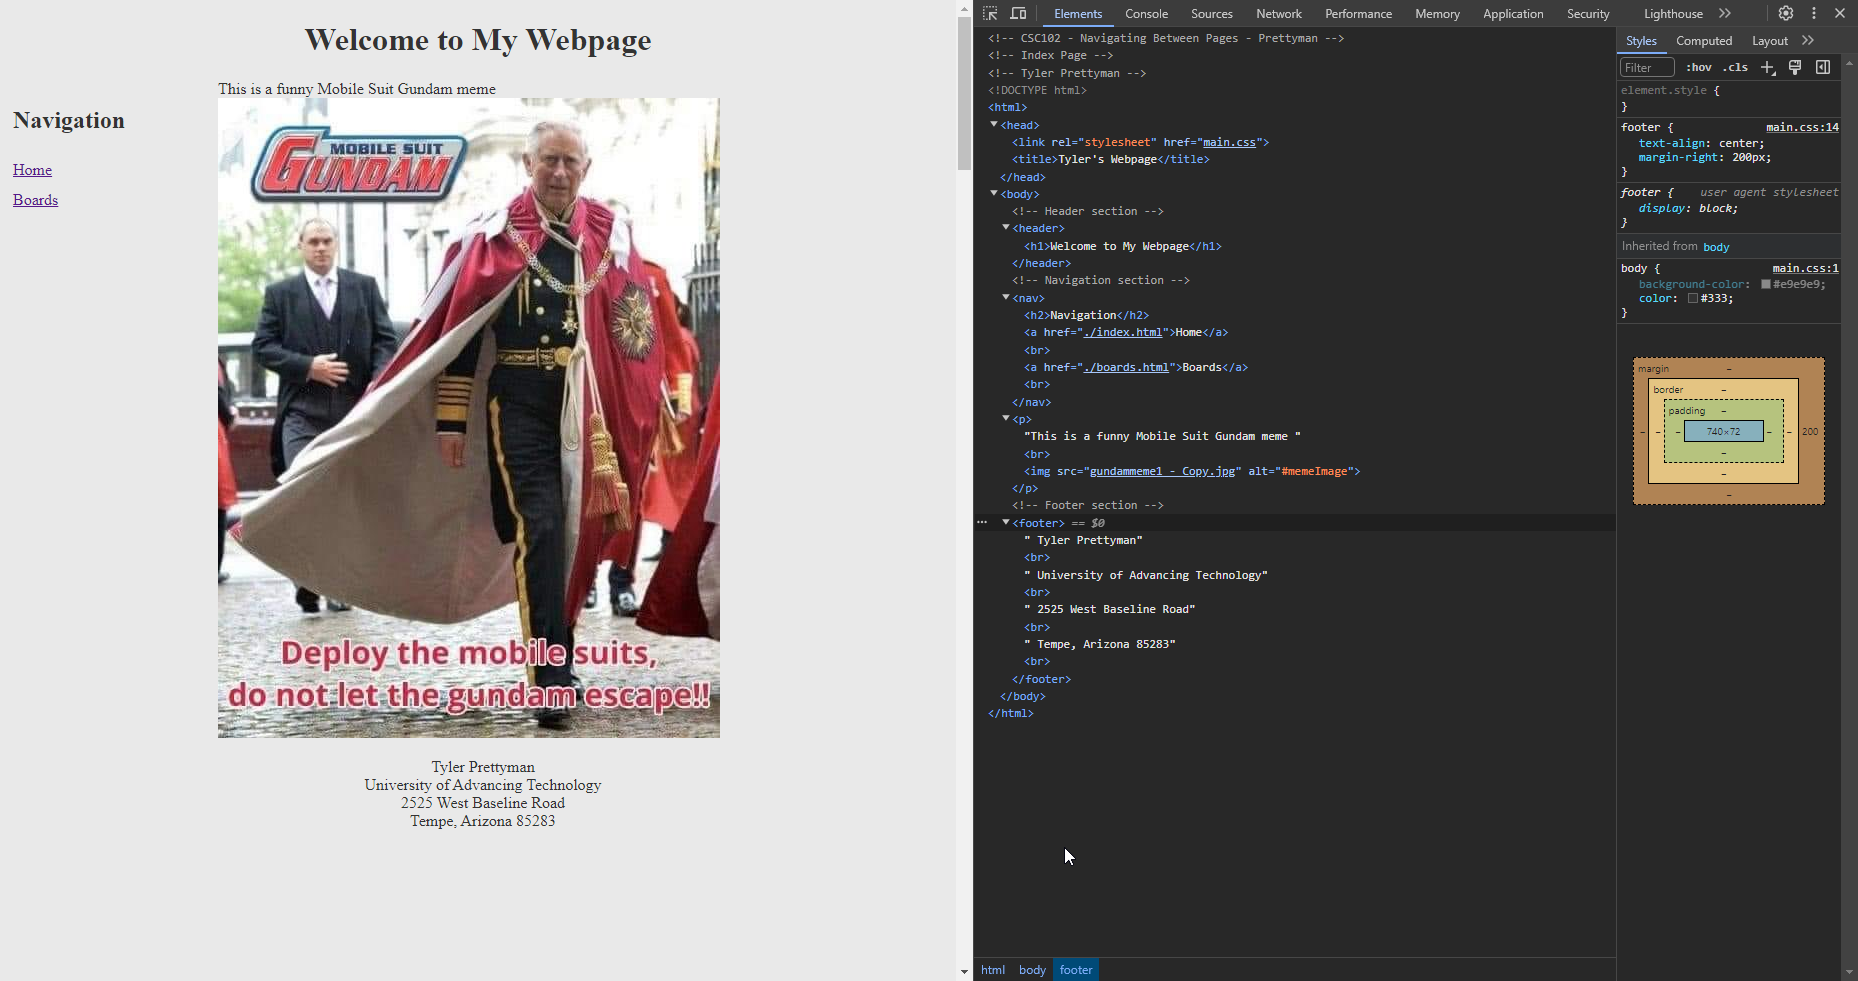 Welcome to My Webpage
This is a funny Mobile Suit Gundam meme
Navigation
Home
Boards
MOBILE SUIT
GUNDAM
Deploy the mobile suits,
do not let the gundam escape!!
Tyler Prettyman
University of Advancing Technology
2525 West Baseline Road
Tempe, Arizona 85283
Elements Console Sources Network Performance Memory Application Security Lighthouse
<!-- CSC102 - Navigating Between Pages - Prettyman -->
<!-- Index Page -->
<!-- Tyler Prettyman -->
<!DOCTYPE html>
<html>
<head>
<link rel="stylesheet" href="main.css">
<title>Tyler's Webpage</title>
</head>
<body>
<!-- Header section -->
<header>
<h1>Welcome to My Webpage</h1>
</header>
<!-- Navigation section -->
<nav>
<h2>Navigation</h2>
<a href="./index.html">Home</a>
<br>
<a href="./boards.html">Boards</a>
<br>
</nav>
<p>
"This is a funny Mobile Suit Gundam meme "
<br>
<img src="gundammeme1 - Copy.jpg" alt="#memeImage">
</p>
<!-- Footer section -->
<footer> == $0
" Tyler Prettyman"
<br>
" University of Advancing Technology"
<br>
" 2525 West Baseline Road"
<br>
" Tempe, Arizona 85283"
<br>
</footer>
</body>
</html>
html body footer
Styles Computed Layout
Filter :hov .cls
element.style {
}
footer { main.css:14
text-align: center;
margin-right: 200px;
}
footer { user agent stylesheet
display: block;
}
Inherited from body
body { main.css:1
background-color: #e9e9e9;
color: #333;
}
margin -
border -
padding -
- - - 740×72 - - 200
-
-
-